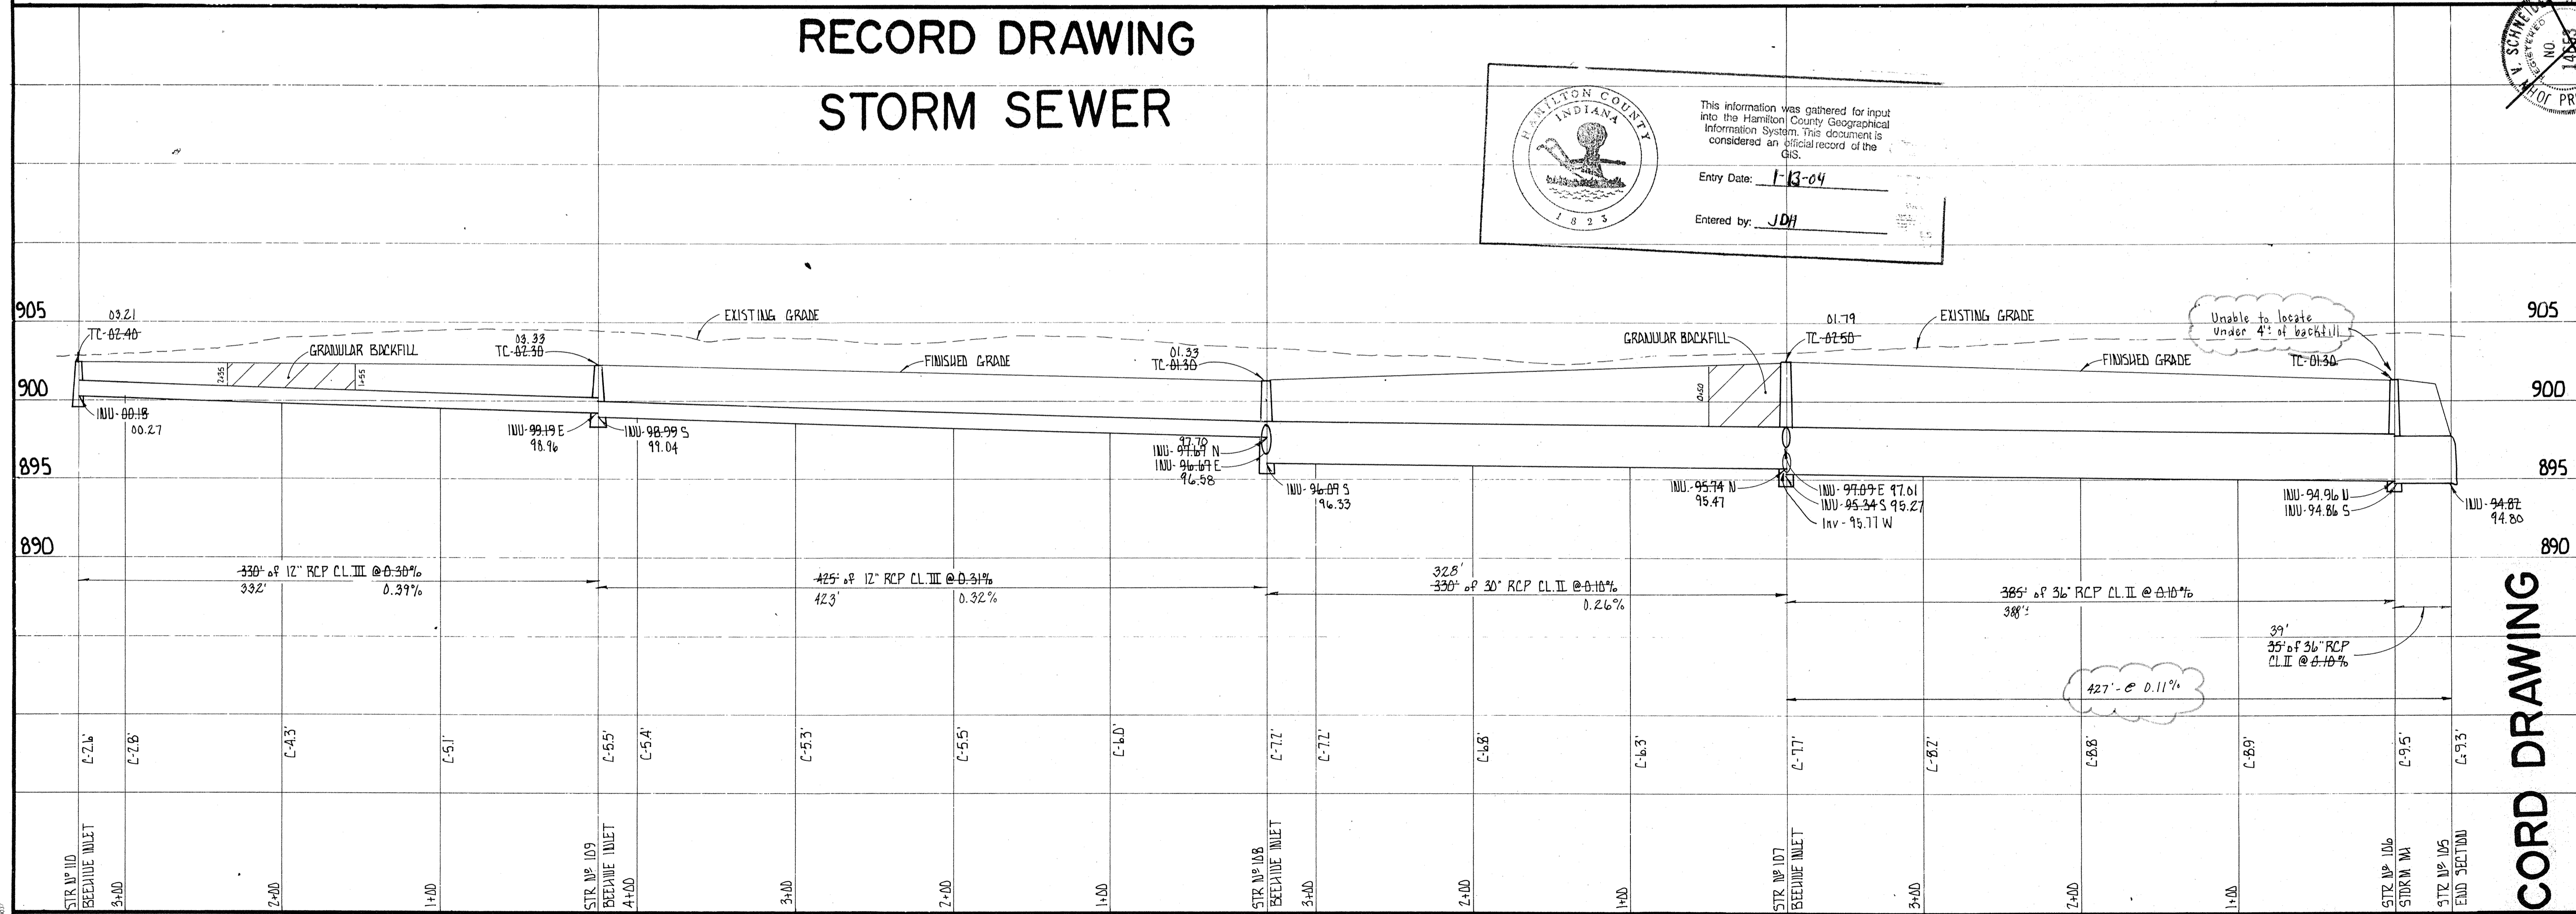 RECORD DRAWING
STORM SEWER
V. SCHNEIDER
REGISTERED
NO.
HAMILTON COUNTY
INDIANA
1823
This information was gathered for input
into the Hamilton County Geographical
Information System. This document is
considered an official record of the
GIS.
Entry Date: 1-13-04
Entered by: JDH
905
900
895
890
905
900
895
890
03.21
TC-02.40
GRANULAR BACKFILL
2+35
1+55
INV-00.18
00.27
03.33
TC-02.30
INV-99.19 E
98.96
INV-98.99 S
99.04
EXISTING GRADE
FINISHED GRADE
01.33
TC-01.30
97.70
INV-97.67 N
INV-96.67 E
96.58
INV-96.07 S
96.33
GRANULAR BACKFILL
0+50
01.79
TC-02.50
INV-95.74 N
95.47
INV-97.09 E 97.01
INV-95.34 S 95.27
Inv-95.77 W
EXISTING GRADE
FINISHED GRADE
Unable to locate
under 4'± of backfill
TC-01.30
INV-94.96 N
INV-94.86 S
INV-94.82
94.80
330' of 12" RCP CL.III @ 0.30%
332' 0.39%
425' of 12" RCP CL.III @ 0.31%
423' 0.32%
328'
330' of 30" RCP CL.II @ 0.10%
0.26%
385' of 36" RCP CL.II @ 0.10%
388'±
39'
35' of 36" RCP
CL.II @ 0.10%
427'- @ 0.11%
C-2.6'
C-2.8'
C-4.3'
C-5.1'
C-5.5'
C-5.4'
C-5.3'
C-5.5'
C-6.0'
C-7.2'
C-7.2'
C-6.8'
C-6.3'
C-7.7'
C-8.2'
C-8.8'
C-8.9'
C-9.5'
C-9.3'
STR Nº 110
BEEHIVE INLET
3+00
2+00
1+00
STR Nº 109
BEEHIVE INLET
4+00
3+00
2+00
1+00
STR Nº 108
BEEHIVE INLET
3+00
2+00
1+00
STR Nº 107
BEEHIVE INLET
3+00
2+00
1+00
STR Nº 106
STORM MH
STR Nº 105
END SECTION
CORD DRAWING